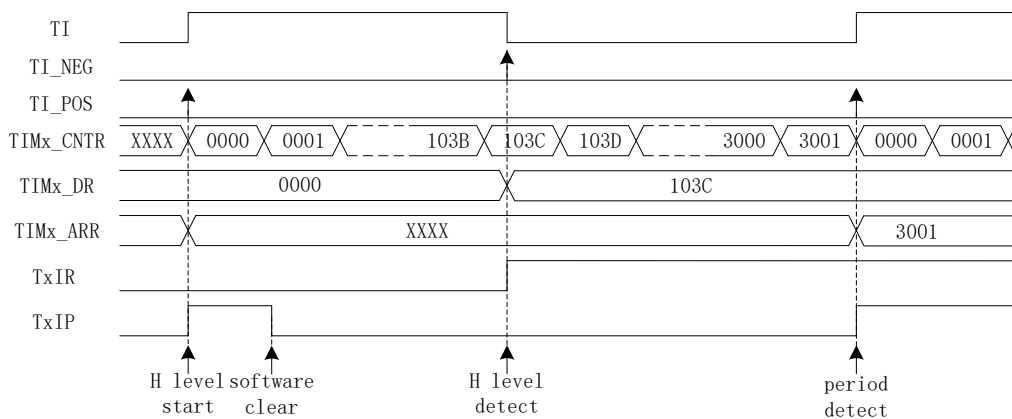 TI
TI_NEG
TI_POS
TIMx_CNTR XXXX 0000 0001 103B 103C 103D 3000 3001 0000 0001
TIMx_DR 0000 103C
TIMx_ARR XXXX 3001
TxIR
TxIP
H level start
software clear
H level detect
period detect